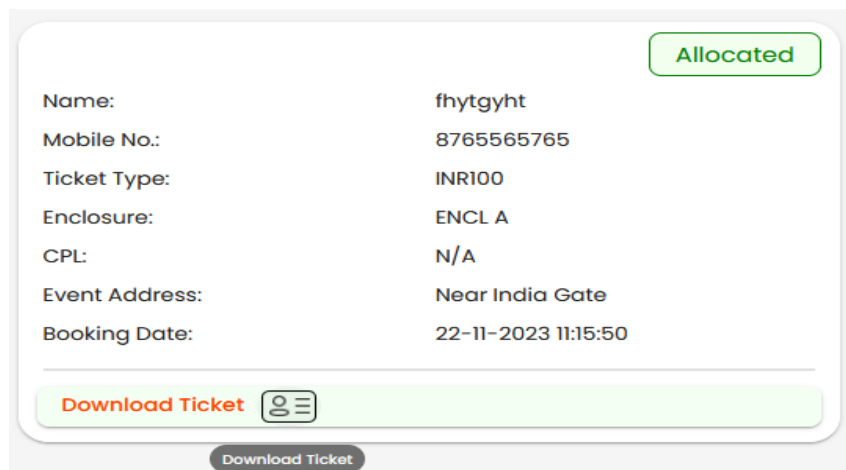 Allocated
Name: fhytgyht
Mobile No.: 8765565765
Ticket Type: INR100
Enclosure: ENCL A
CPL: N/A
Event Address: Near India Gate
Booking Date: 22-11-2023 11:15:50
Download Ticket
Download Ticket